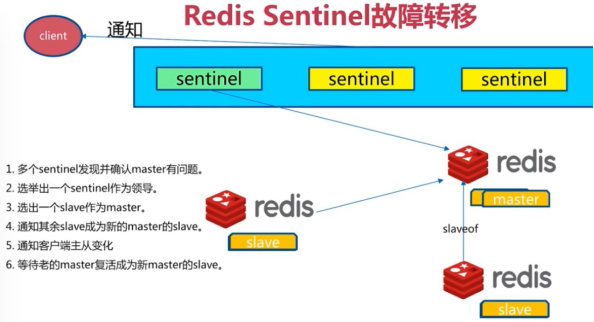 Redis Sentinel故障转移
client
通知
sentinel
sentinel
sentinel
1. 多个sentinel发现并确认master有问题。
2. 选举出一个sentinel作为领导。
3. 选出一个slave作为master。
4. 通知其余slave成为新的master的slave。
5. 通知客户端主从变化
6. 等待老的master复活成为新master的slave。
redis
master
redis
slave
slaveof
redis
slave